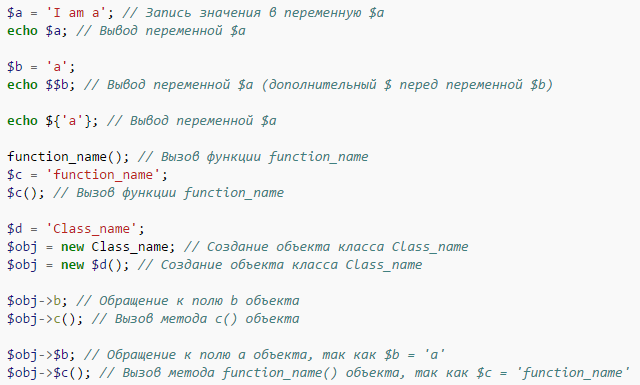 $a = 'I am a'; // Запись значения в переменную $a
echo $a; // Вывод переменной $a
$b = 'a';
echo $$b; // Вывод переменной $a (дополнительный $ перед переменной $b)
echo ${'a'}; // Вывод переменной $a
function_name(); // Вызов функции function_name
$c = 'function_name';
$c(); // Вызов функции function_name
$d = 'Class_name';
$obj = new Class_name; // Создание объекта класса Class_name
$obj = new $d(); // Создание объекта класса Class_name
$obj->b; // Обращение к полю b объекта
$obj->c(); // Вызов метода c() объекта
$obj->$b; // Обращение к полю a объекта, так как $b = 'a'
$obj->$c(); // Вызов метода function_name() объекта, так как $c = 'function_name'